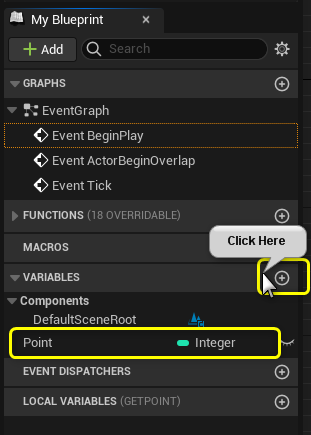 My Blueprint
Add
Search
GRAPHS
EventGraph
Event BeginPlay
Event ActorBeginOverlap
Event Tick
FUNCTIONS (18 OVERRIDABLE)
Click Here
MACROS
VARIABLES
Components
DefaultSceneRoot
Point Integer
EVENT DISPATCHERS
LOCAL VARIABLES (GETPOINT)